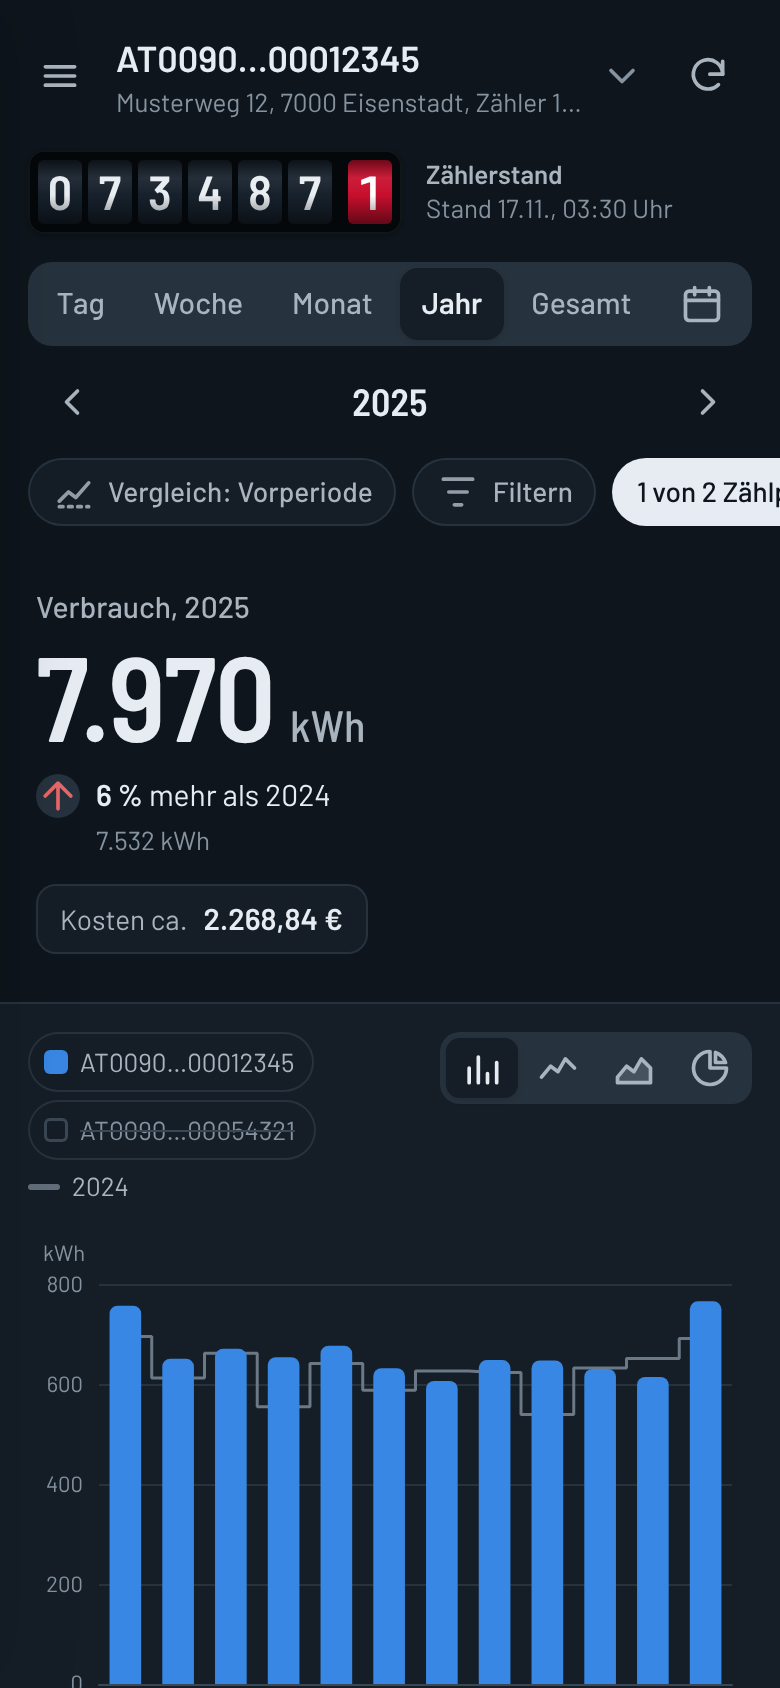 AT0090...00012345
Musterweg 12, 7000 Eisenstadt, Zähler 1...
0 7 3 4 8 7 1
Zählerstand
Stand 17.11., 03:30 Uhr
Tag Woche Monat Jahr Gesamt
2025
Vergleich: Vorperiode Filtern 1 von 2 Zählp
Verbrauch, 2025
7.970 kWh
6 % mehr als 2024
7.532 kWh
Kosten ca. 2.268,84 €
AT0090...00012345
AT0090...00054321
2024
kWh
800
600
400
200
0